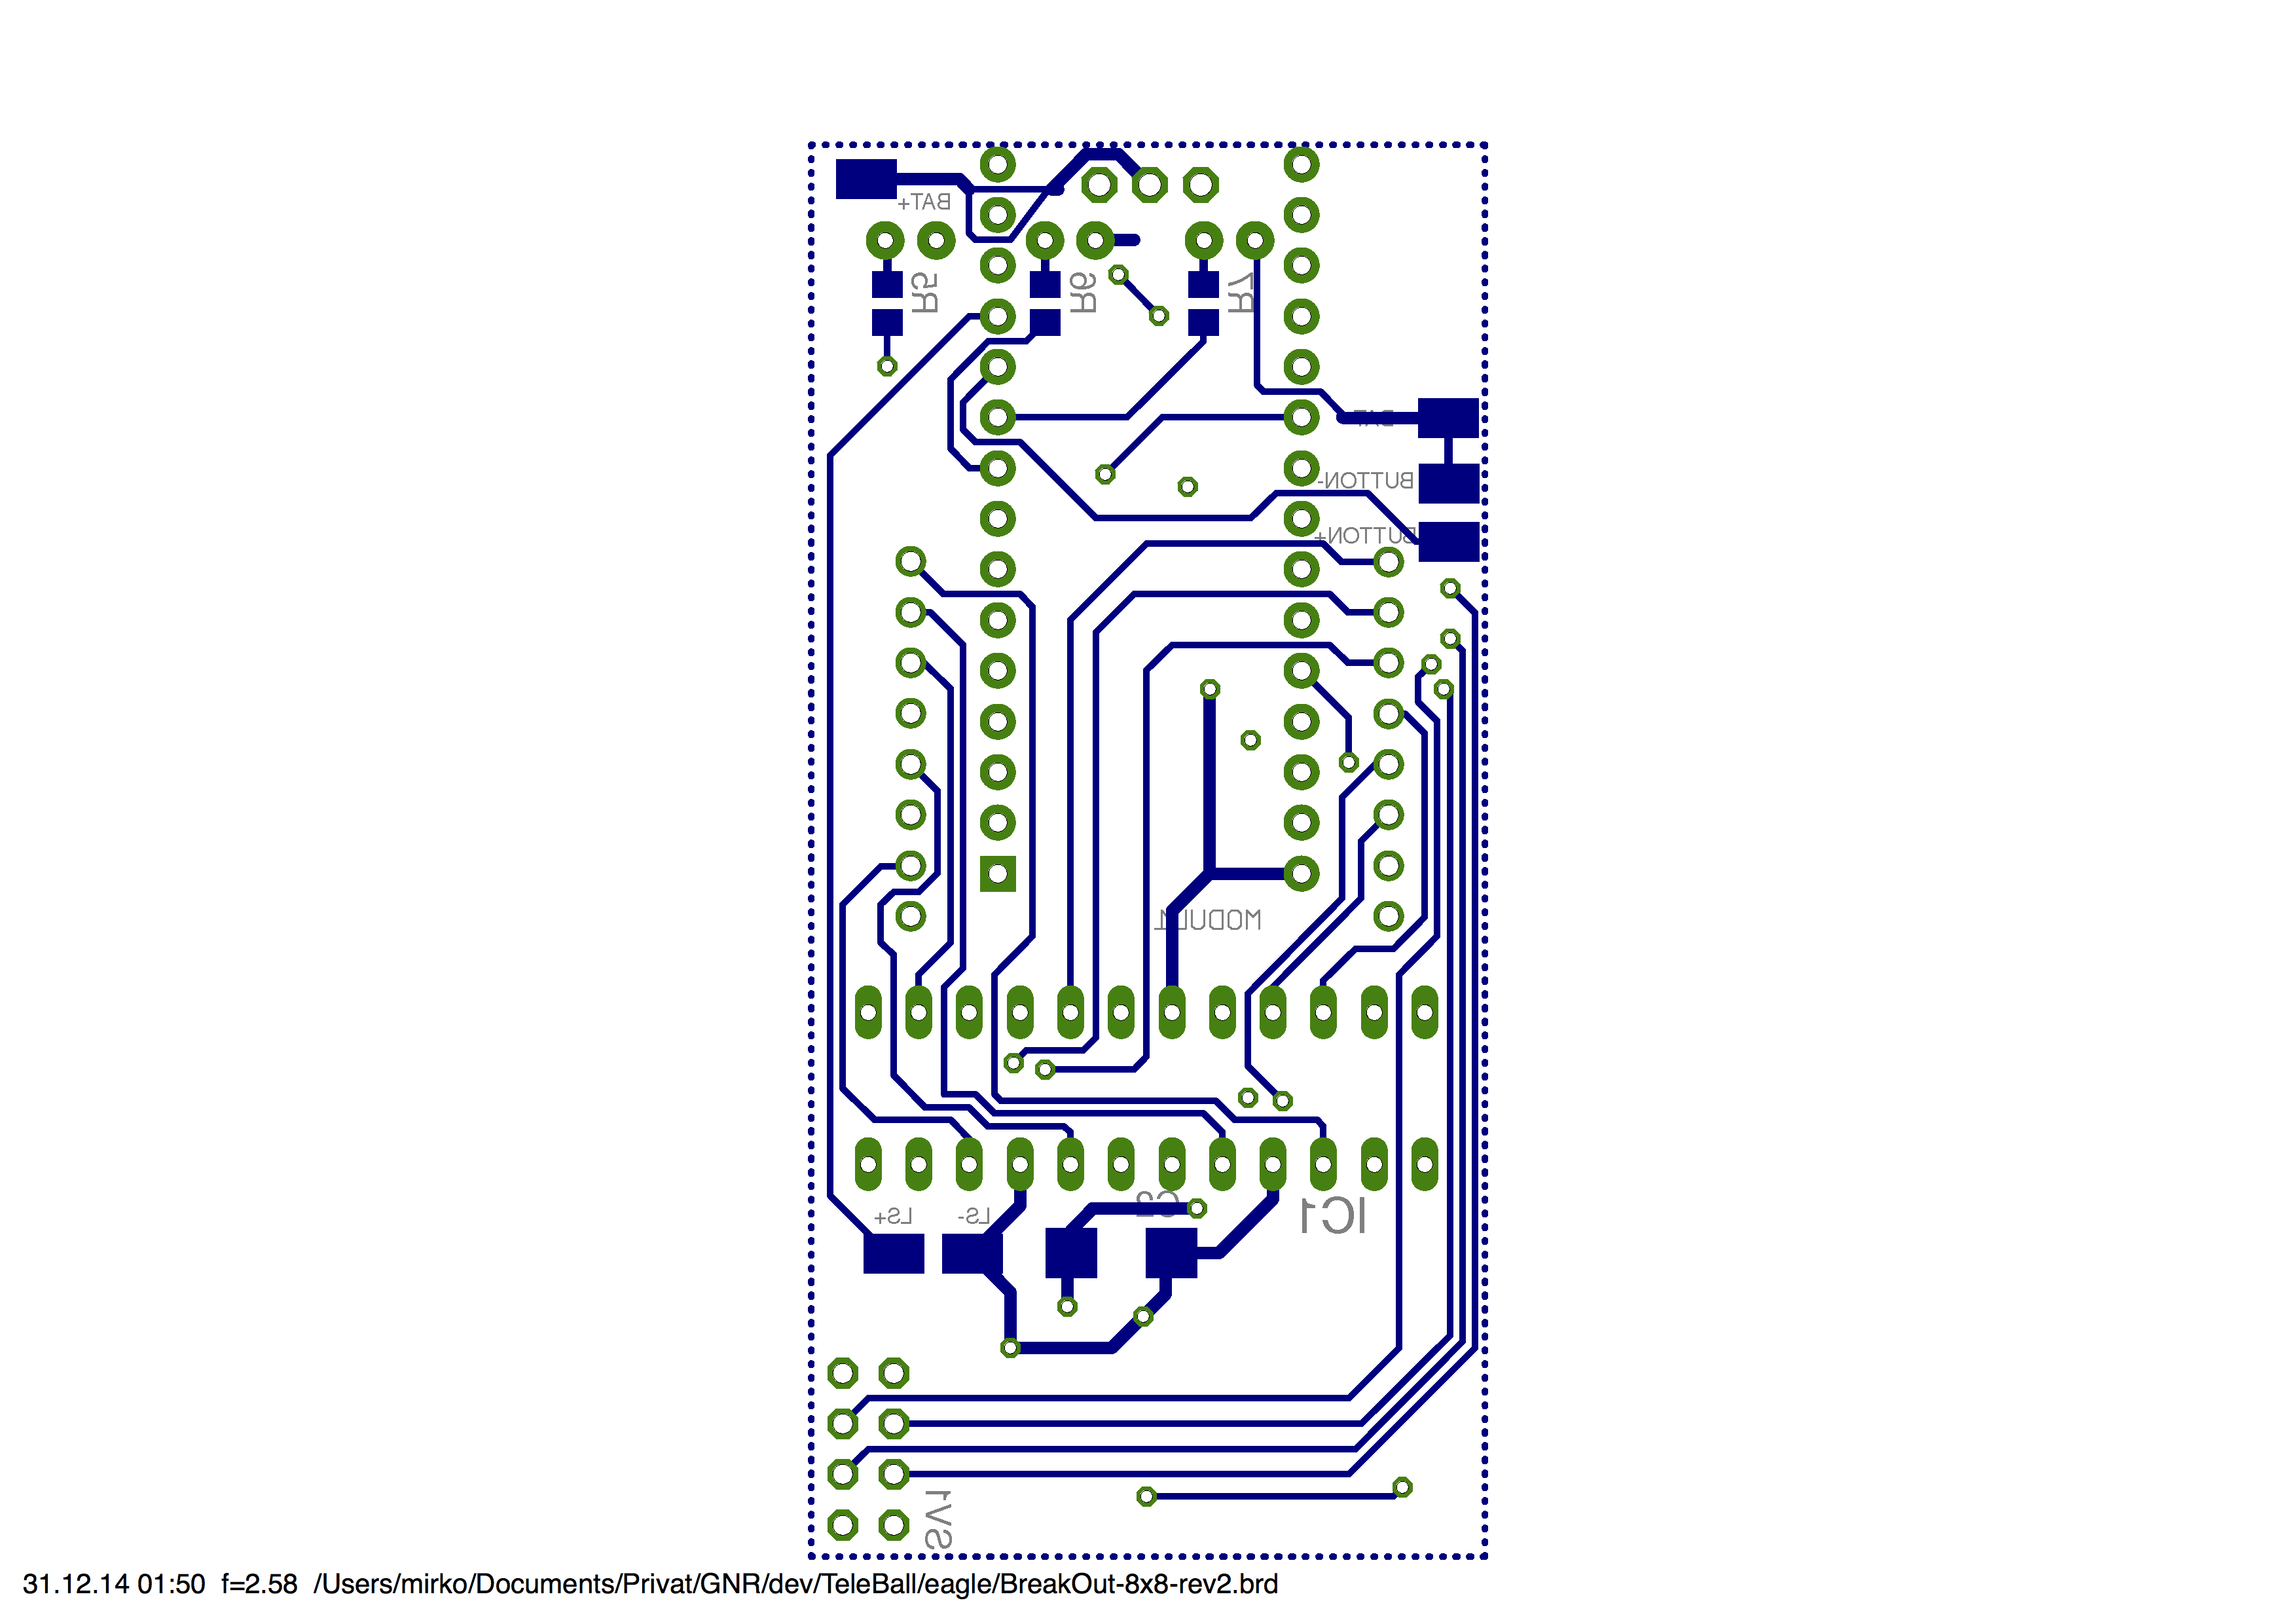 BAT+
R5
R6
R7
BAT-
BUTTON-
BUTTON+
MODUL1
C2
IC1
LS+
LS-
SV1
31.12.14 01:50 f=2.58 /Users/mirko/Documents/Privat/GNR/dev/TeleBall/eagle/BreakOut-8x8-rev2.brd